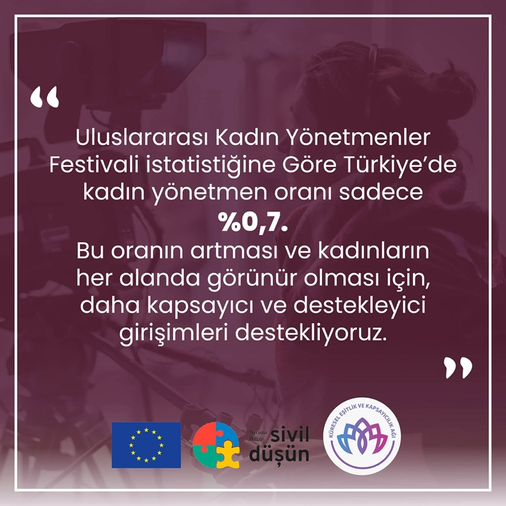 “
Uluslararası Kadın Yönetmenler
Festivali istatistiğine Göre Türkiye’de
kadın yönetmen oranı sadece
%0,7.
Bu oranın artması ve kadınların
her alanda görünür olması için,
daha kapsayıcı ve destekleyici
girişimleri destekliyoruz.
”
sivil
düşün
KÜRESEL EŞİTLİK VE KAPSAYICILIK AĞI